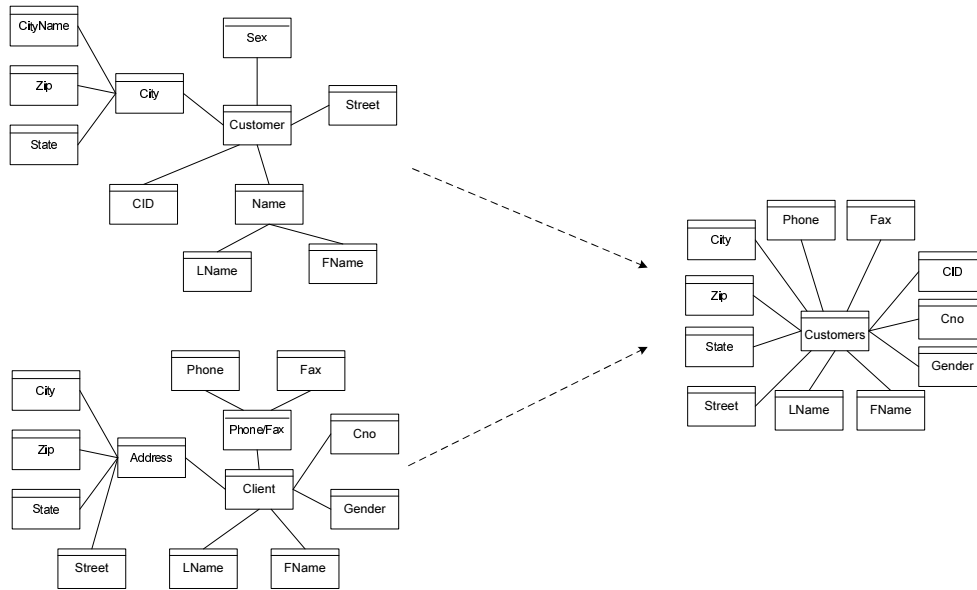 CityName
Sex
Zip
City
Street
Customer
State
CID
Name
LName
FName
Phone
Fax
City
CID
Zip
Cno
Customers
State
Gender
Street
LName
FName
Phone
Fax
City
Phone/Fax
Cno
Zip
Address
Client
State
Gender
Street
LName
FName